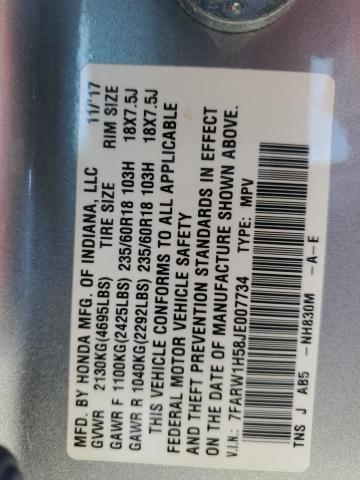 MFD. BY HONDA MFG. OF INDIANA, LLC 11/'17
GVWR 2130KG(4695LBS) TIRE SIZE RIM SIZE
GAWR F 1100KG(2425LBS) 235/60R18 103H 18X7.5J
GAWR R 1040KG(2292LBS) 235/60R18 103H 18X7.5J
THIS VEHICLE CONFORMS TO ALL APPLICABLE
FEDERAL MOTOR VEHICLE SAFETY
AND THEFT PREVENTION STANDARDS IN EFFECT
ON THE DATE OF MANUFACTURE SHOWN ABOVE.
V.I.N.: 7FARW1H58JE007734 TYPE: MPV
TNS J AB5 -NH830M -A-E